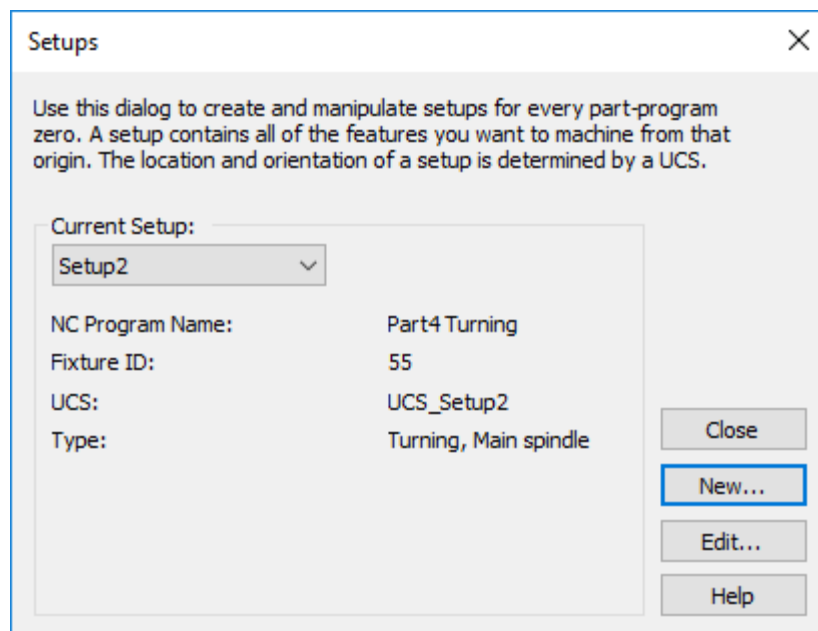 Setups
Use this dialog to create and manipulate setups for every part-program
zero. A setup contains all of the features you want to machine from that
origin. The location and orientation of a setup is determined by a UCS.
Current Setup:
Setup2
NC Program Name: Part4 Turning
Fixture ID: 55
UCS: UCS_Setup2
Type: Turning, Main spindle
Close
New...
Edit...
Help